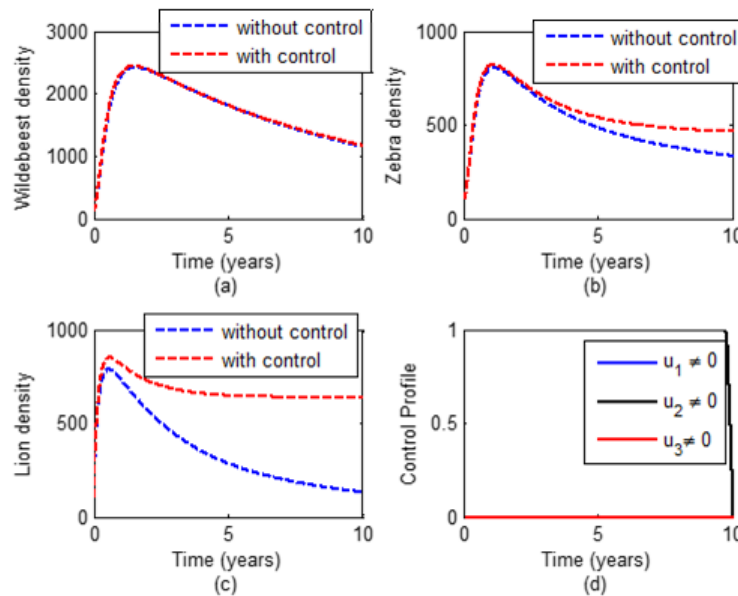 3000
2000
1000
0
Wildebeest density
without control
with control
0 5 10
Time (years)
(a)
1000
500
0
Zebra density
without control
with control
0 5 10
Time (years)
(b)
1000
500
0
Lion density
without control
with control
0 5 10
Time (years)
(c)
1
0.5
0
Control Profile
u₁ ≠ 0
u₂ ≠ 0
u₃≠ 0
0 5 10
Time (years)
(d)